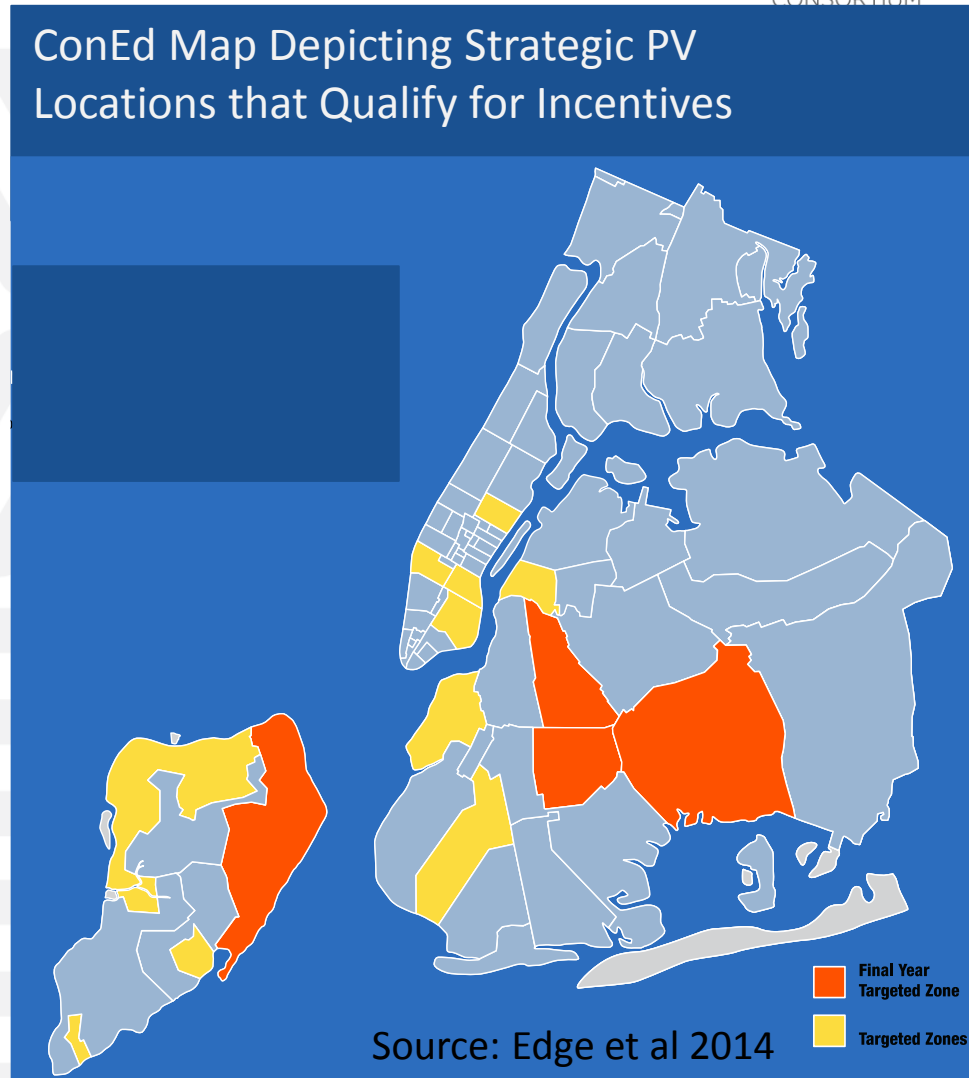 CONSORTIUM
ConEd Map Depicting Strategic PV
Locations that Qualify for Incentives
Final Year
Targeted Zone
Targeted Zones
Source: Edge et al 2014